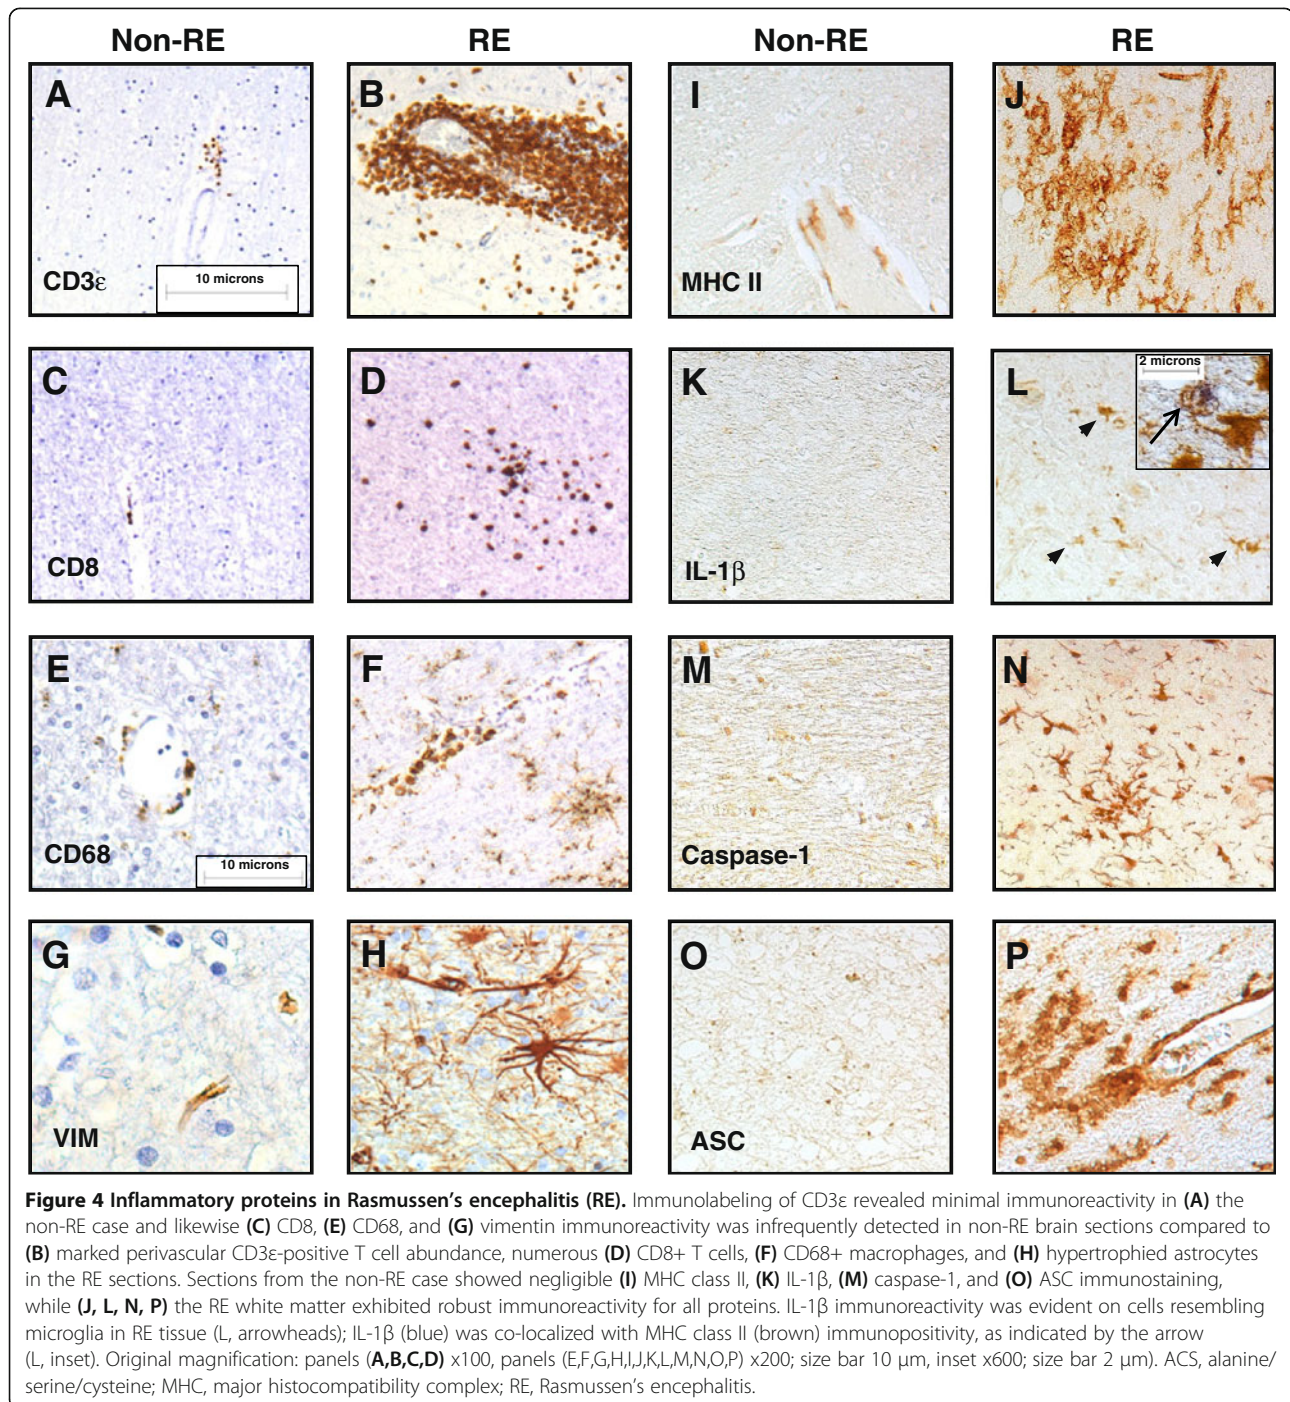 Non-RE RE Non-RE RE
A B I J
CD3ε 10 microns MHC II
C D K L 2 microns
CD8 IL-1β
E F M N
CD68 10 microns Caspase-1
G H O P
VIM ASC
Figure 4 Inflammatory proteins in Rasmussen's encephalitis (RE). Immunolabeling of CD3ε revealed minimal immunoreactivity in (A) the
non-RE case and likewise (C) CD8, (E) CD68, and (G) vimentin immunoreactivity was infrequently detected in non-RE brain sections compared to
(B) marked perivascular CD3ε-positive T cell abundance, numerous (D) CD8+ T cells, (F) CD68+ macrophages, and (H) hypertrophied astrocytes
in the RE sections. Sections from the non-RE case showed negligible (I) MHC class II, (K) IL-1β, (M) caspase-1, and (O) ASC immunostaining,
while (J, L, N, P) the RE white matter exhibited robust immunoreactivity for all proteins. IL-1β immunoreactivity was evident on cells resembling
microglia in RE tissue (L, arrowheads); IL-1β (blue) was co-localized with MHC class II (brown) immunopositivity, as indicated by the arrow
(L, inset). Original magnification: panels (A,B,C,D) x100, panels (E,F,G,H,I,J,K,L,M,N,O,P) x200; size bar 10 μm, inset x600; size bar 2 μm). ACS, alanine/
serine/cysteine; MHC, major histocompatibility complex; RE, Rasmussen's encephalitis.